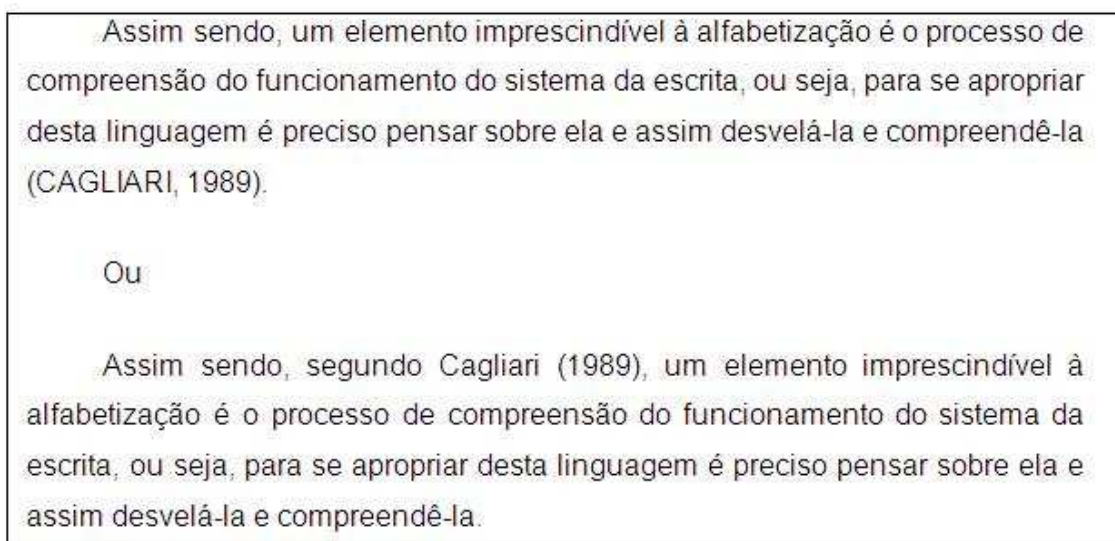 Assim sendo, um elemento imprescindível à alfabetização é o processo de
compreensão do funcionamento do sistema da escrita, ou seja, para se apropriar
desta linguagem é preciso pensar sobre ela e assim desvelá-la e compreendê-la
(CAGLIARI, 1989).
Ou
Assim sendo, segundo Cagliari (1989), um elemento imprescindível à
alfabetização é o processo de compreensão do funcionamento do sistema da
escrita, ou seja, para se apropriar desta linguagem é preciso pensar sobre ela e
assim desvelá-la e compreendê-la.